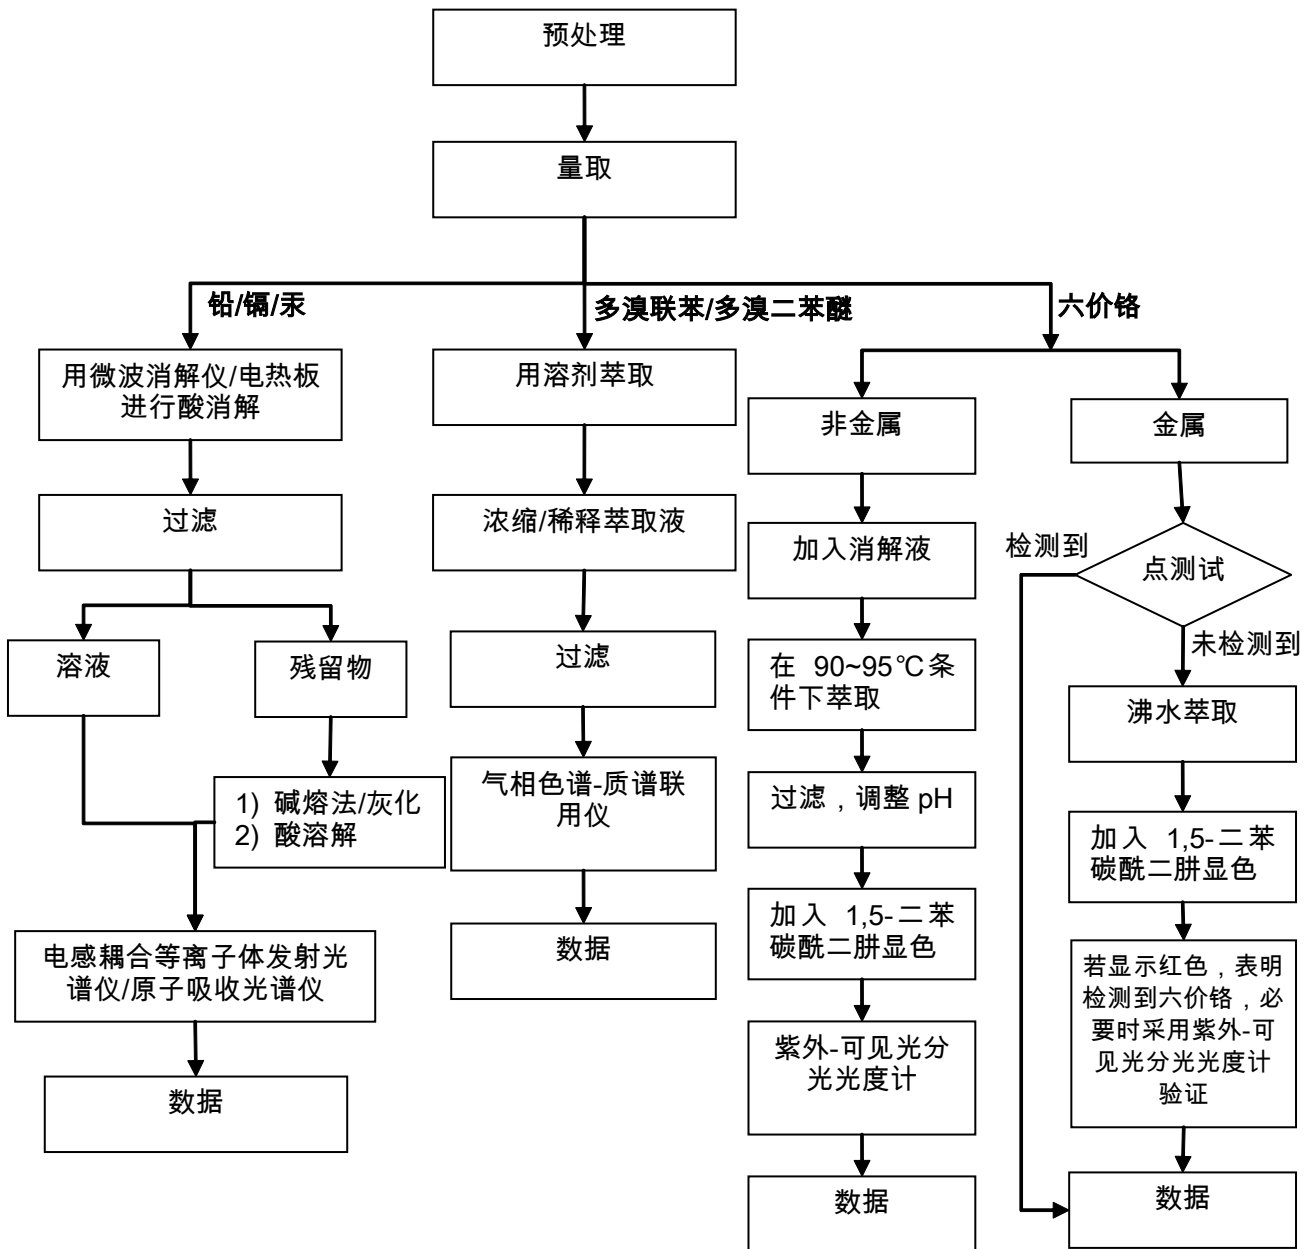 预处理
量取
铅/镉/汞
多溴联苯/多溴二苯醚
六价铬
用微波消解仪/电热板
进行酸消解
过滤
溶液
残留物
1) 碱熔法/灰化
2) 酸溶解
电感耦合等离子体发射光
谱仪/原子吸收光谱仪
数据
用溶剂萃取
浓缩/稀释萃取液
过滤
气相色谱-质谱联
用仪
数据
非金属
加入消解液
在 90~95℃条
件下萃取
过滤，调整 pH
加入 1,5-二苯
碳酰二肼显色
紫外-可见光分
光光度计
数据
金属
点测试
检测到
未检测到
沸水萃取
加入 1,5-二苯
碳酰二肼显色
若显示红色，表明
检测到六价铬，必
要时采用紫外-可
见光分光光度计
验证
数据